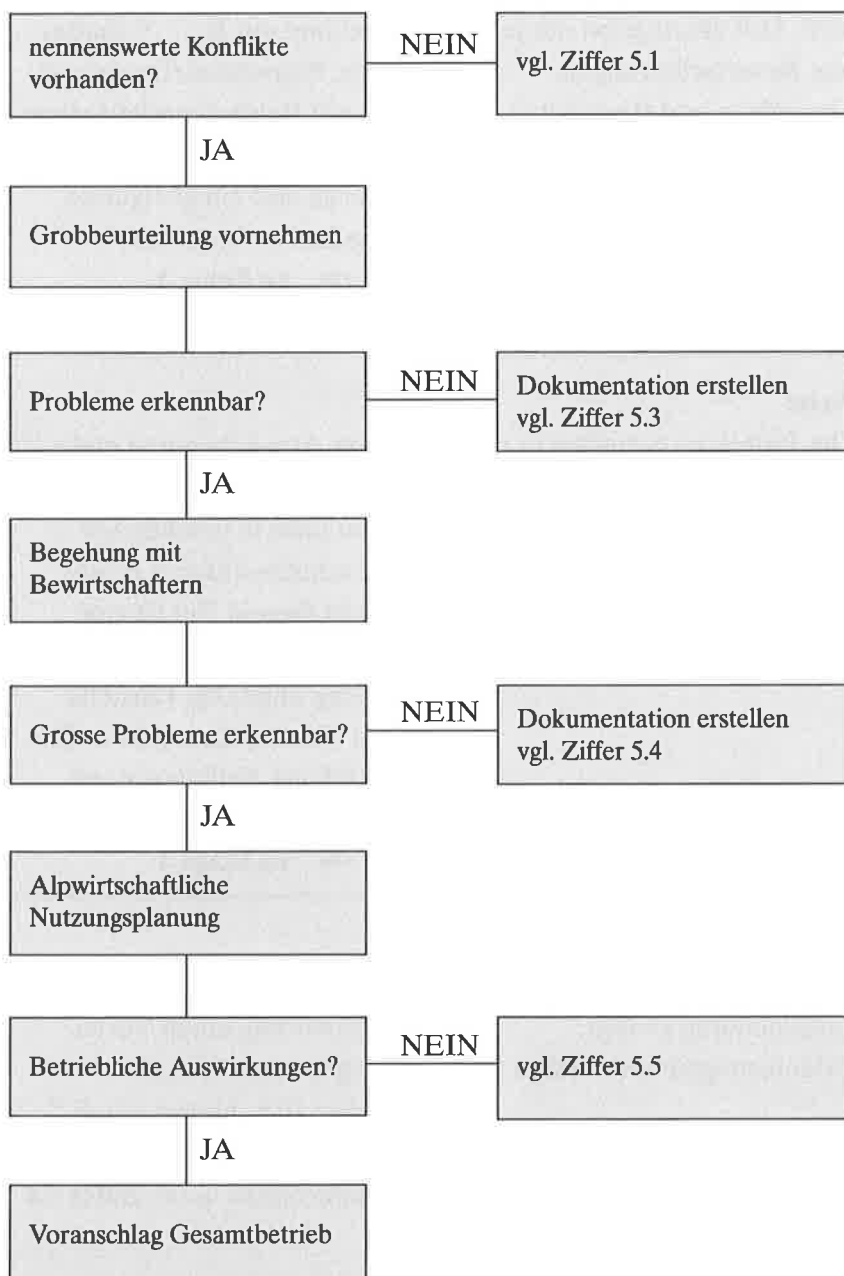 nennenswerte Konflikte
vorhanden?
NEIN
vgl. Ziffer 5.1
JA
Grobbeurteilung vornehmen
Probleme erkennbar?
NEIN
Dokumentation erstellen
vgl. Ziffer 5.3
JA
Begehung mit
Bewirtschaftern
Grosse Probleme erkennbar?
NEIN
Dokumentation erstellen
vgl. Ziffer 5.4
JA
Alpwirtschaftliche
Nutzungsplanung
Betriebliche Auswirkungen?
NEIN
vgl. Ziffer 5.5
JA
Voranschlag Gesamtbetrieb